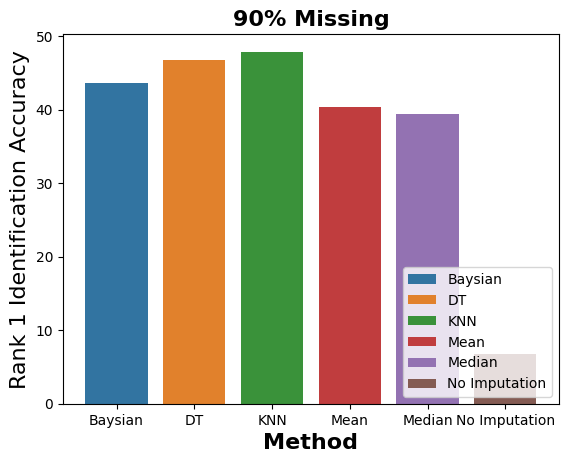 90% Missing
Rank 1 Identification Accuracy
50
40
30
20
10
0
Baysian
DT
KNN
Mean
Median
No Imputation
Baysian DT KNN Mean Median No Imputation
Method